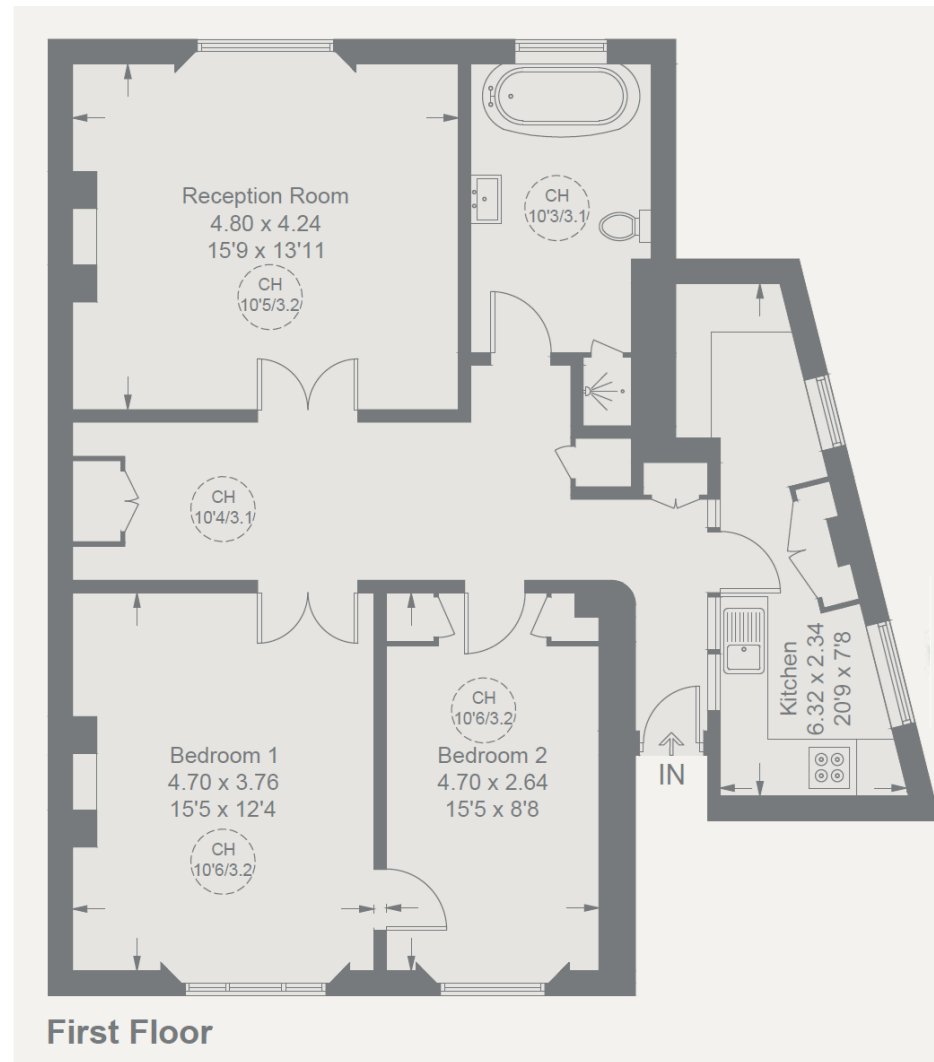 Reception Room
4.80 x 4.24
15'9 x 13'11
CH
10'5/3.2
CH
10'3/3.1
CH
10'4/3.1
Kitchen
6.32 x 2.34
20'9 x 7'8
IN
Bedroom 1
4.70 x 3.76
15'5 x 12'4
CH
10'6/3.2
CH
10'6/3.2
Bedroom 2
4.70 x 2.64
15'5 x 8'8
First Floor